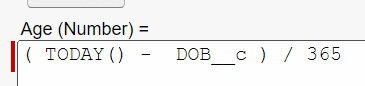 Age (Number) =
( TODAY() -  DOB__c ) / 365